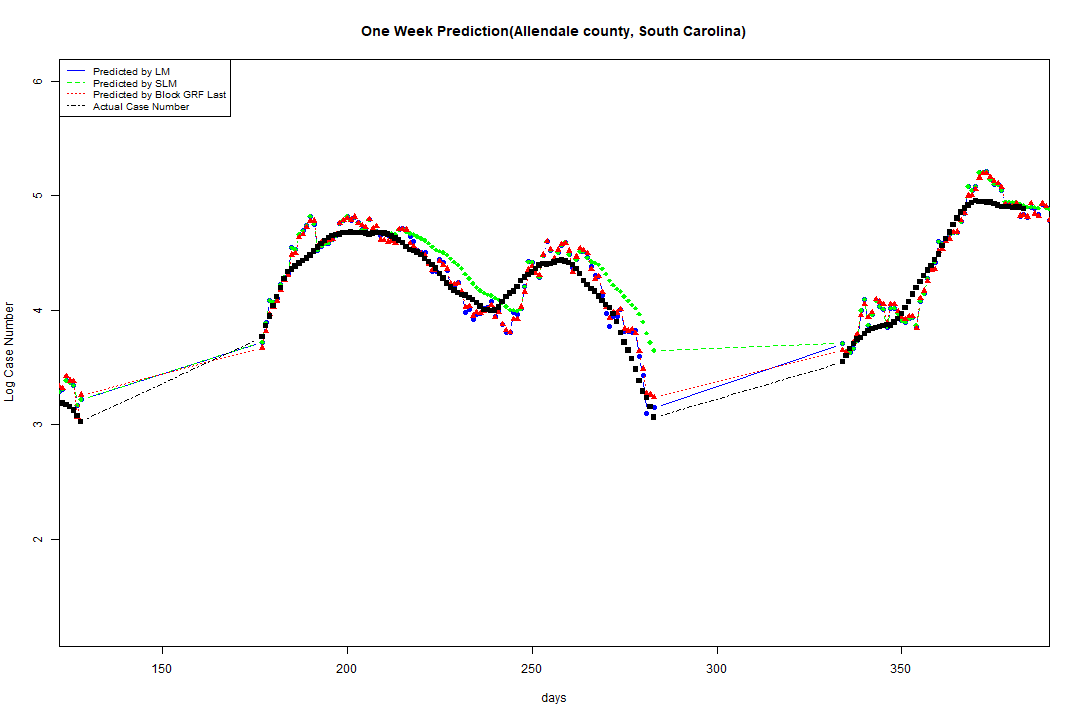 One Week Prediction(Allendale county, South Carolina)
Predicted by LM
Predicted by SLM
Predicted by Block GRF Last
Actual Case Number
Log Case Number
6
5
4
3
2
150
200
250
300
350
days